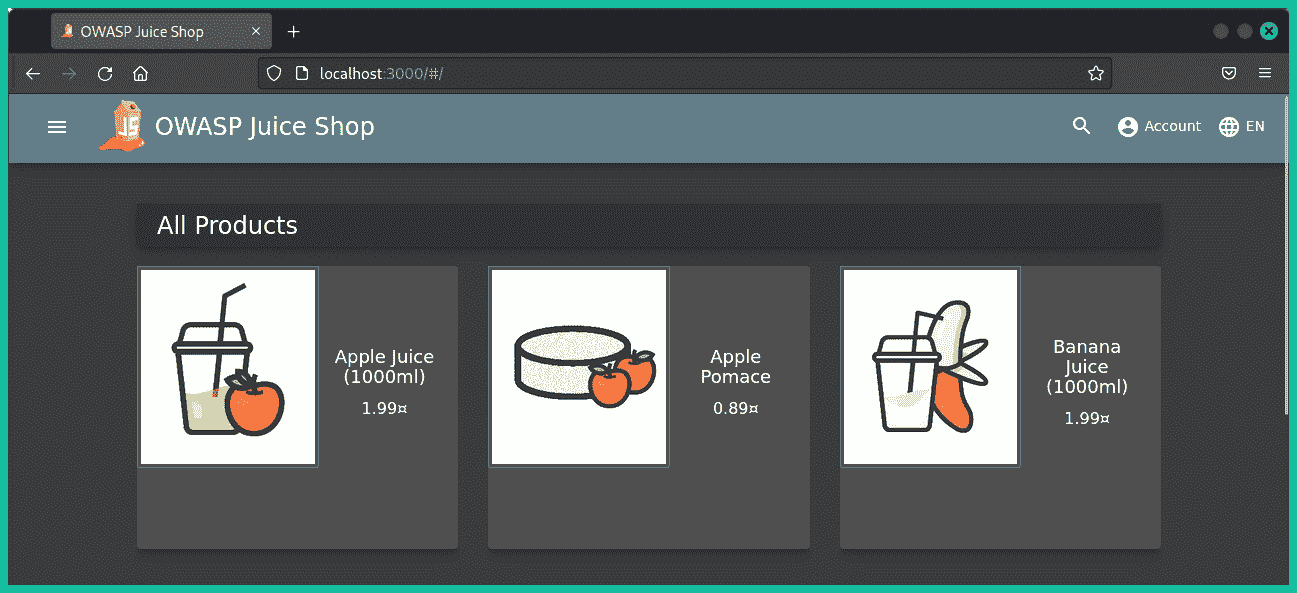 OWASP Juice Shop
localhost:3000/#/
JS
OWASP Juice Shop
Account
EN
All Products
Apple Juice
(1000ml)
1.99¤
Apple
Pomace
0.89¤
Banana
Juice
(1000ml)
1.99¤